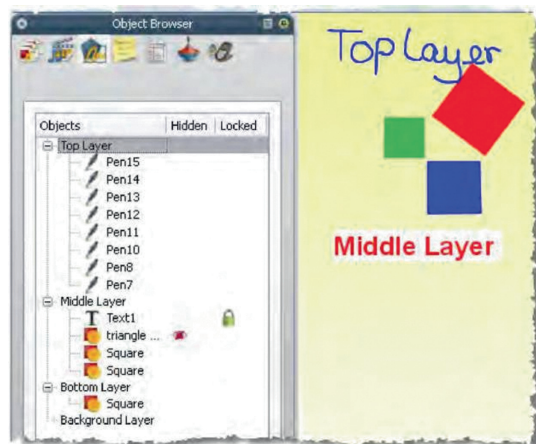 Object Browser
Objects Hidden Locked
Top Layer
Pen15
Pen14
Pen13
Pen12
Pen11
Pen10
Pen8
Pen7
Middle Layer
Text1
triangle ...
Square
Square
Bottom Layer
Square
Background Layer
Top Layer
Middle Layer